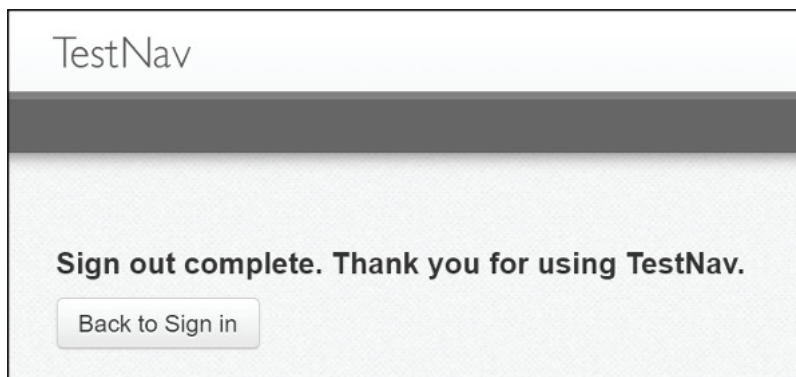 TestNav
Sign out complete. Thank you for using TestNav.
Back to Sign in